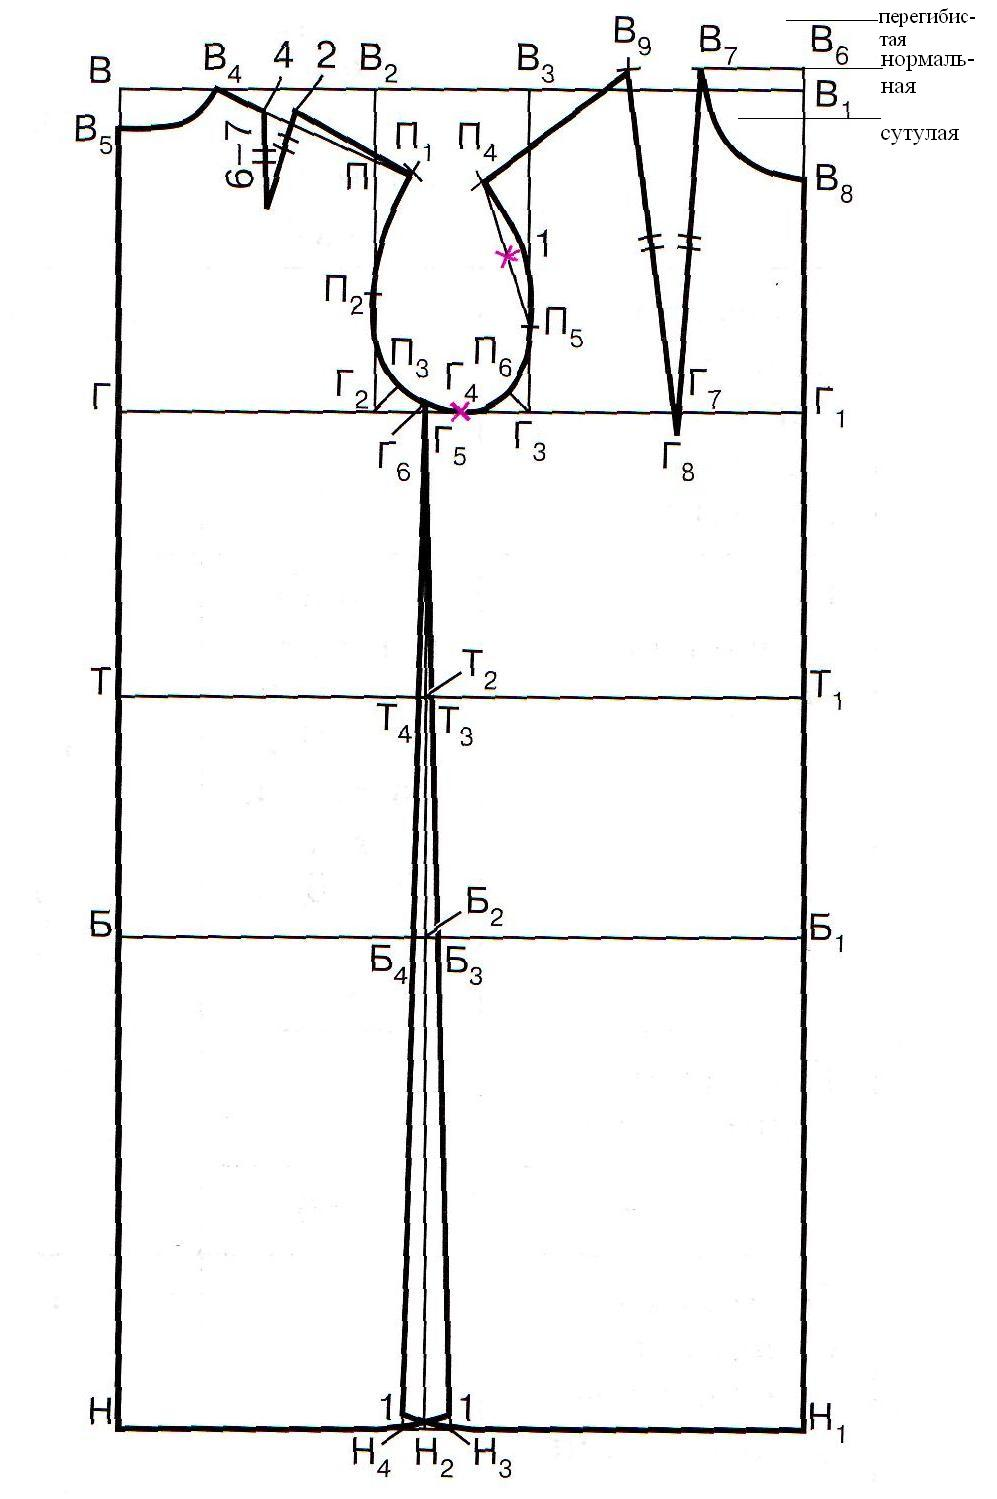 перегибис-
тая
В В4 4 2 В2 В3 В9 В7 В6
нормаль-
ная
В1
В5 П1 П4 сутулая
6–7 П В8
1
П2 П5
П3 П6
Г Г2 Г4 Г7 Г1
Г6 Г5 Г3 Г8
Т Т2 Т1
Т4 Т3
Б Б2 Б1
Б4 Б3
Н 1 1 Н1
Н4 Н2 Н3